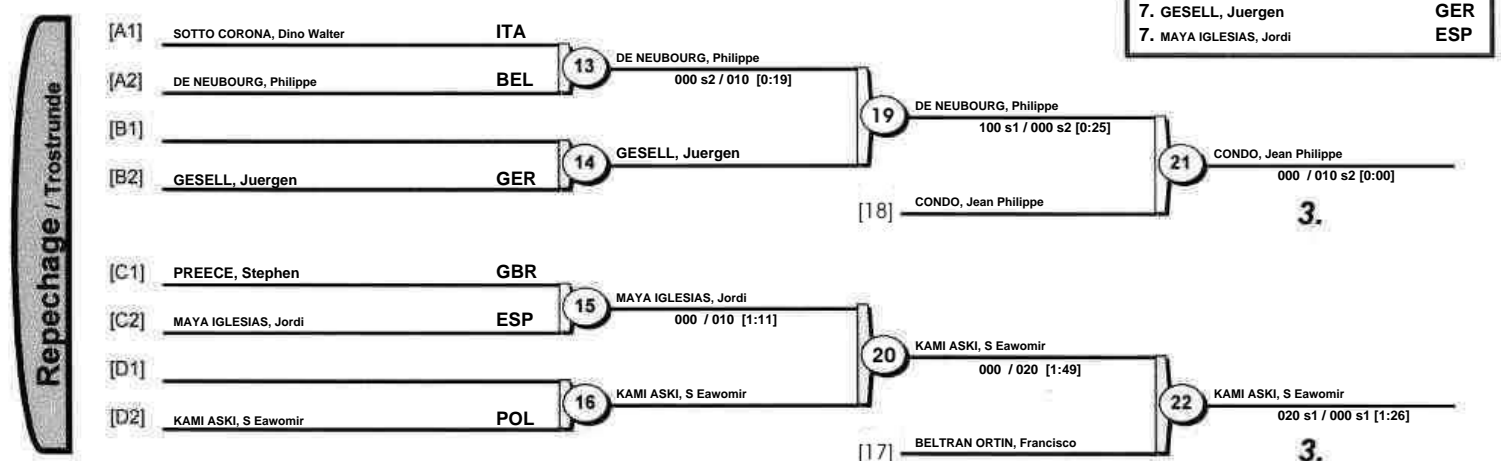 7. GESELL, Juergen GER
7. MAYA IGLESIAS, Jordi ESP
Repechage / Trostrunde
[A1] SOTTO CORONA, Dino Walter ITA
13 DE NEUBOURG, Philippe
000 s2 / 010 [0:19]
[A2] DE NEUBOURG, Philippe BEL
19 DE NEUBOURG, Philippe
100 s1 / 000 s2 [0:25]
[B1]
14 GESELL, Juergen
[B2] GESELL, Juergen GER
21 CONDO, Jean Philippe
000 / 010 s2 [0:00]
[18] CONDO, Jean Philippe
3.
[C1] PREECE, Stephen GBR
15 MAYA IGLESIAS, Jordi
000 / 010 [1:11]
[C2] MAYA IGLESIAS, Jordi ESP
20 KAMI ASKI, S Eawomir
000 / 020 [1:49]
[D1]
16 KAMI ASKI, S Eawomir
[D2] KAMI ASKI, S Eawomir POL
22 KAMI ASKI, S Eawomir
020 s1 / 000 s1 [1:26]
[17] BELTRAN ORTIN, Francisco
3.